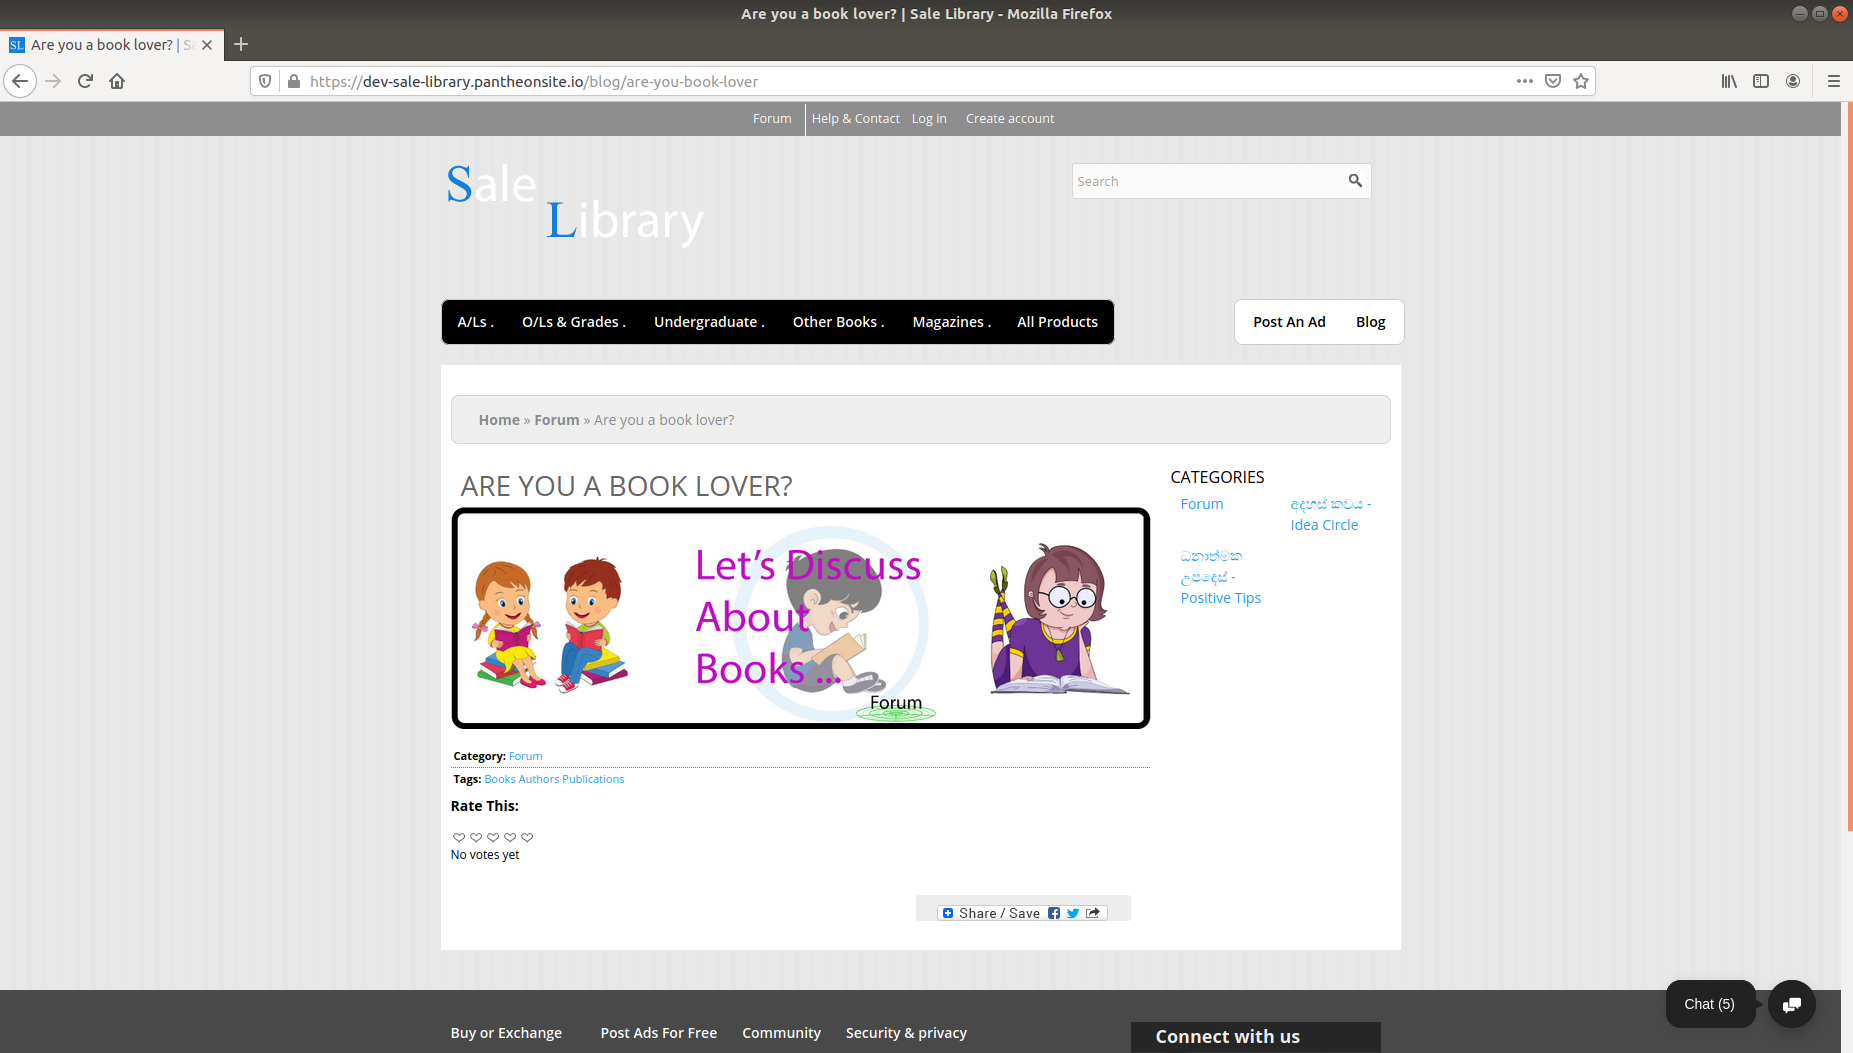 Are you a book lover? | Sale Library - Mozilla Firefox
SL Are you a book lover? | S
https://dev-sale-library.pantheonsite.io/blog/are-you-book-lover
Forum Help & Contact Log in Create account
Sale
Library
Search
A/Ls . O/Ls & Grades . Undergraduate . Other Books . Magazines . All Products
Post An Ad Blog
Home » Forum » Are you a book lover?
ARE YOU A BOOK LOVER?
Let's Discuss
About
Books ...
Forum
Category: Forum
Tags: Books Authors Publications
Rate This:
No votes yet
Share / Save
CATEGORIES
Forum
අදහස් කවය -
Idea Circle
ධනාත්මක
උපදෙස් -
Positive Tips
Buy or Exchange Post Ads For Free Community Security & privacy
Connect with us
Chat (5)